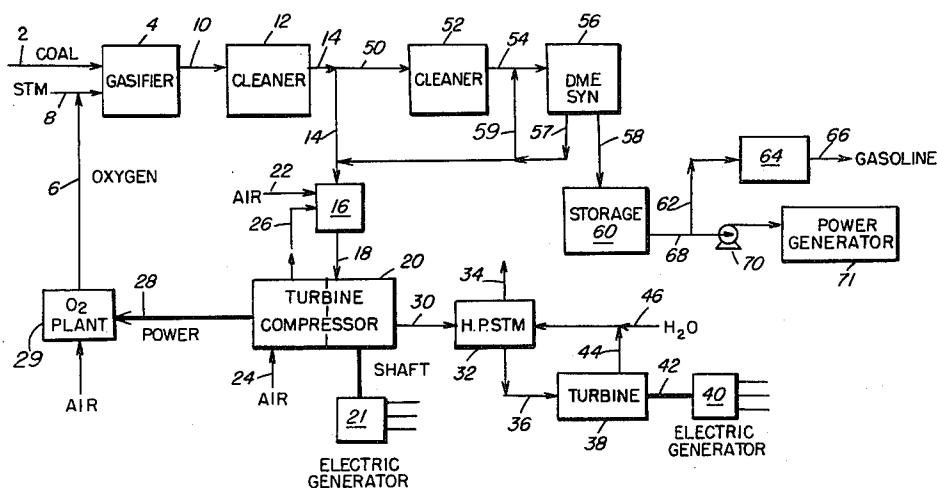 2
COAL
STM
8
4
GASIFIER
10
12
CLEANER
14
50
52
CLEANER
54
56
DME
SYN
14
59
57
58
6
OXYGEN
AIR
22
26
16
18
STORAGE
60
62
64
66
GASOLINE
68
70
POWER
GENERATOR
71
O2
PLANT
29
28
POWER
AIR
20
TURBINE
COMPRESSOR
24
AIR
SHAFT
21
ELECTRIC
GENERATOR
30
34
H.P.STM
32
36
46
H2O
44
TURBINE
38
42
40
ELECTRIC
GENERATOR